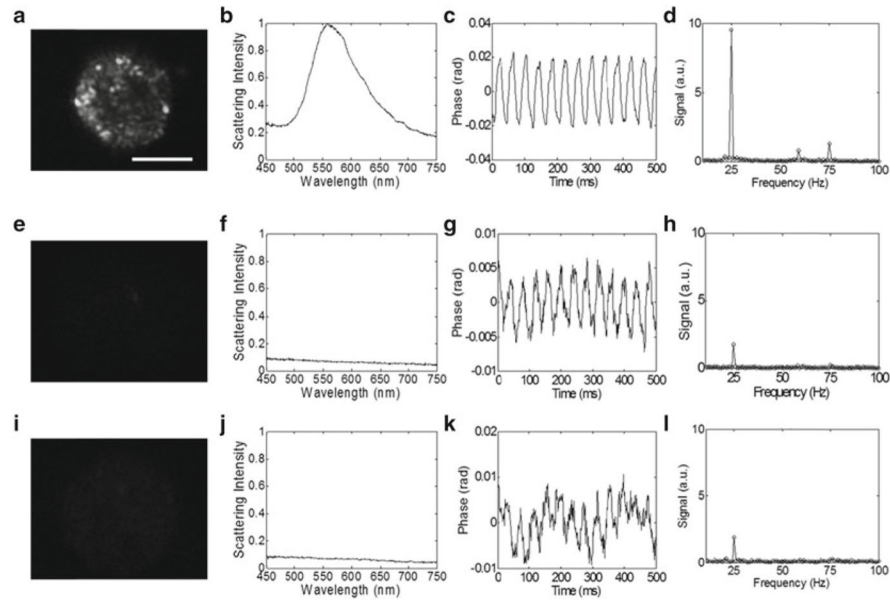 a
b
1
0.8
0.6
0.4
0.2
0
Scattering Intensity
450 500 550 600 650 700 750
Wavelength (nm)
c
0.04
0.02
0
-0.02
-0.04
Phase (rad)
0 100 200 300 400 500
Time (ms)
d
10
5
0
Signal (a.u.)
25 50 75 100
Frequency (Hz)
e
f
1
0.8
0.6
0.4
0.2
0
Scattering Intensity
450 500 550 600 650 700 750
Wavelength (nm)
g
0.01
0.005
0
-0.005
-0.01
Phase (rad)
0 100 200 300 400 500
Time (ms)
h
10
5
0
Signal (a.u.)
25 50 75 100
Frequency (Hz)
i
j
1
0.8
0.6
0.4
0.2
0
Scattering Intensity
450 500 550 600 650 700 750
Wavelength (nm)
k
0.02
0.01
0
-0.01
Phase (rad)
0 100 200 300 400 500
Time (ms)
l
10
5
0
Signal (a.u.)
25 50 75 100
Frequency (Hz)